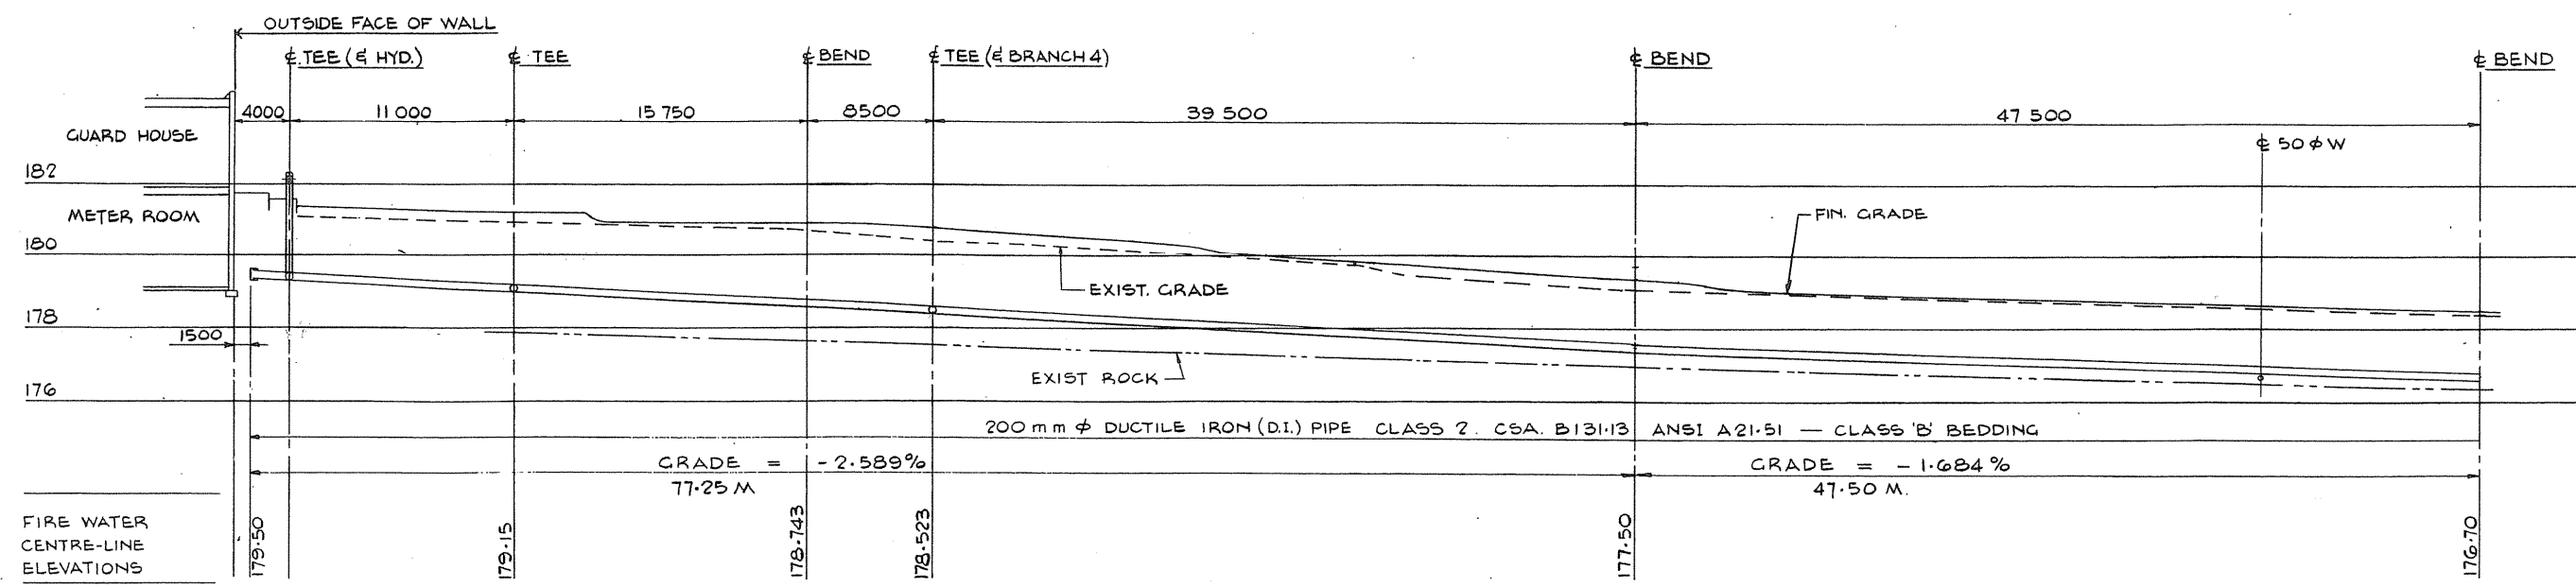 OUTSIDE FACE OF WALL
℄ TEE (& HYD.)
℄ TEE
℄ BEND
℄ TEE (& BRANCH 4)
℄ BEND
℄ BEND
4000
11 000
15 750
8500
39 500
47 500
GUARD HOUSE
℄ 50 ⌀ W
182
METER ROOM
FIN. GRADE
180
EXIST. GRADE
178
1500
EXIST ROCK
176
200 mm ⌀ DUCTILE IRON (D.I.) PIPE CLASS 2. CSA. B131·13 ANSI A21·51 — CLASS 'B' BEDDING
GRADE = -2·589%
77·25 M
GRADE = -1·684%
47·50 M.
FIRE WATER
CENTRE-LINE
ELEVATIONS
179·50
179·15
178·743
178·523
177·50
176·70